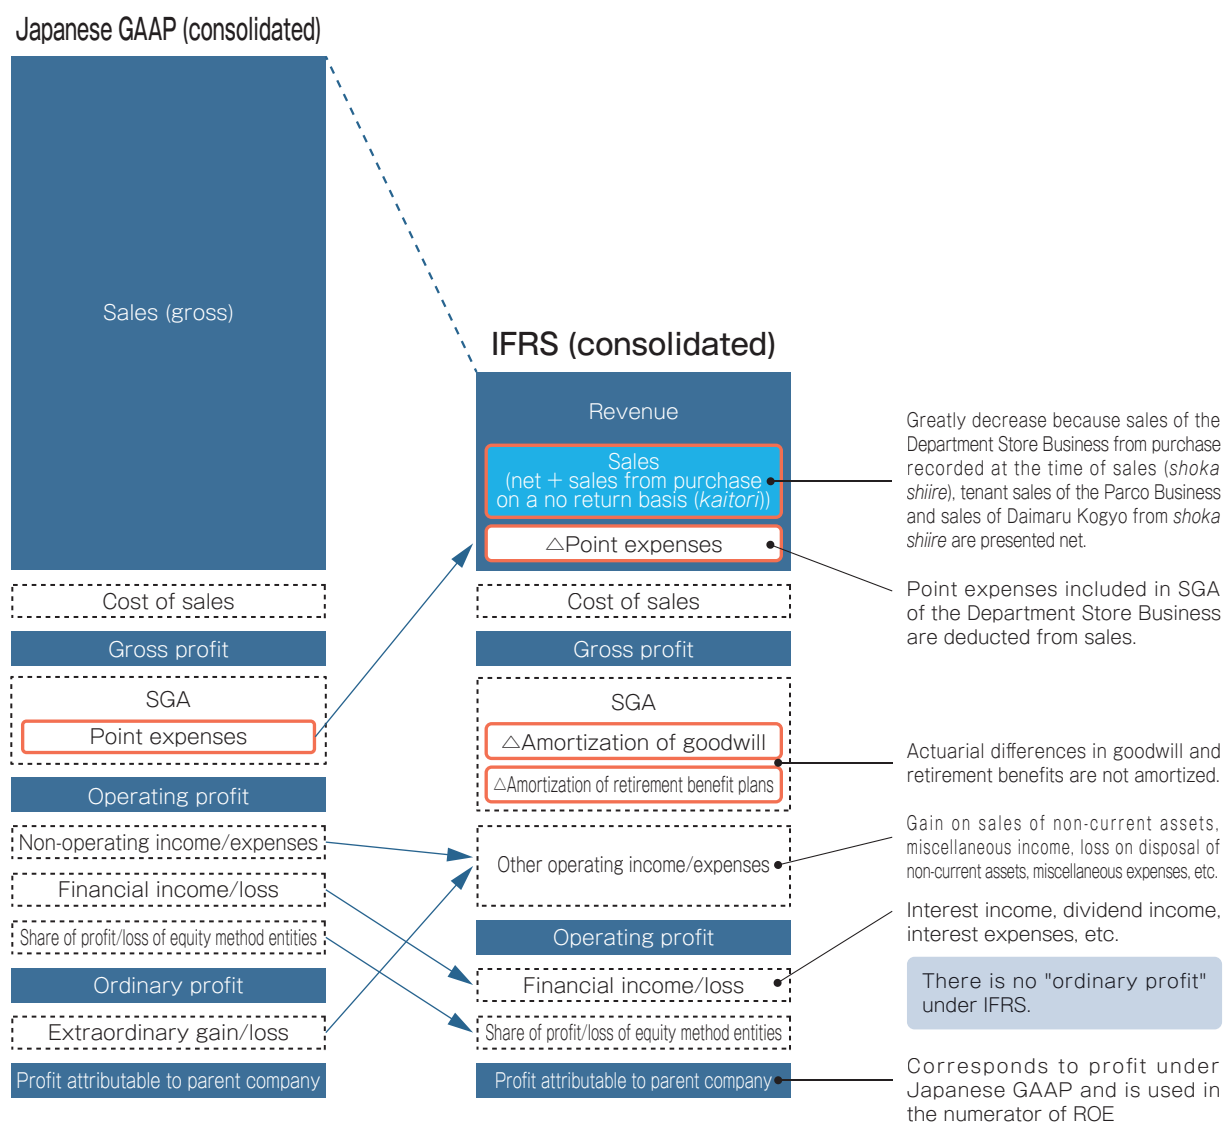 Japanese GAAP (consolidated)
Sales (gross)
Cost of sales
Gross profit
SGA
Point expenses
Operating profit
Non-operating income/expenses
Financial income/loss
Share of profit/loss of equity method entities
Ordinary profit
Extraordinary gain/loss
Profit attributable to parent company
IFRS (consolidated)
Revenue
Sales
(net + sales from purchase
on a no return basis (kaitori))
△Point expenses
Cost of sales
Gross profit
SGA
△Amortization of goodwill
△Amortization of retirement benefit plans
Other operating income/expenses
Operating profit
Financial income/loss
Share of profit/loss of equity method entities
Profit attributable to parent company
Greatly decrease because sales of the
Department Store Business from purchase
recorded at the time of sales (shoka
shiire), tenant sales of the Parco Business
and sales of Daimaru Kogyo from shoka
shiire are presented net.
Point expenses included in SGA
of the Department Store Business
are deducted from sales.
Actuarial differences in goodwill and
retirement benefits are not amortized.
Gain on sales of non-current assets,
miscellaneous income, loss on disposal of
non-current assets, miscellaneous expenses, etc.
Interest income, dividend income,
interest expenses, etc.
There is no "ordinary profit"
under IFRS.
Corresponds to profit under
Japanese GAAP and is used in
the numerator of ROE